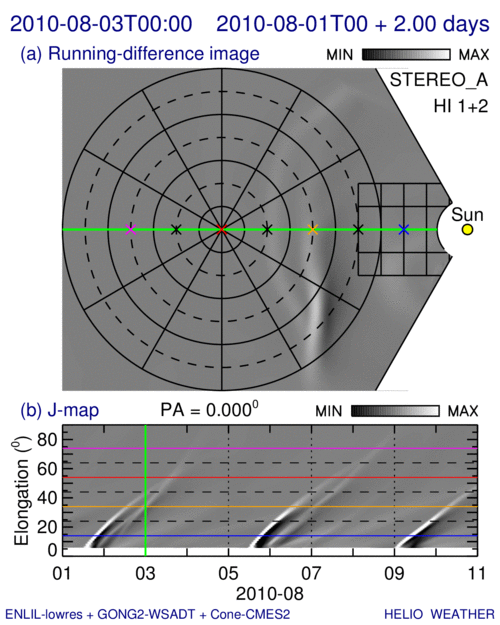 2010-08-03T00:00 2010-08-01T00 + 2.00 days
(a) Running-difference image MIN MAX
STEREO_A
HI 1+2
Sun
(b) J-map PA = 0.000⁰ MIN MAX
Elongation (⁰)
80
60
40
20
0
01 03 05 07 09 11
2010-08
ENLIL-lowres + GONG2-WSADT + Cone-CMES2 HELIO WEATHER